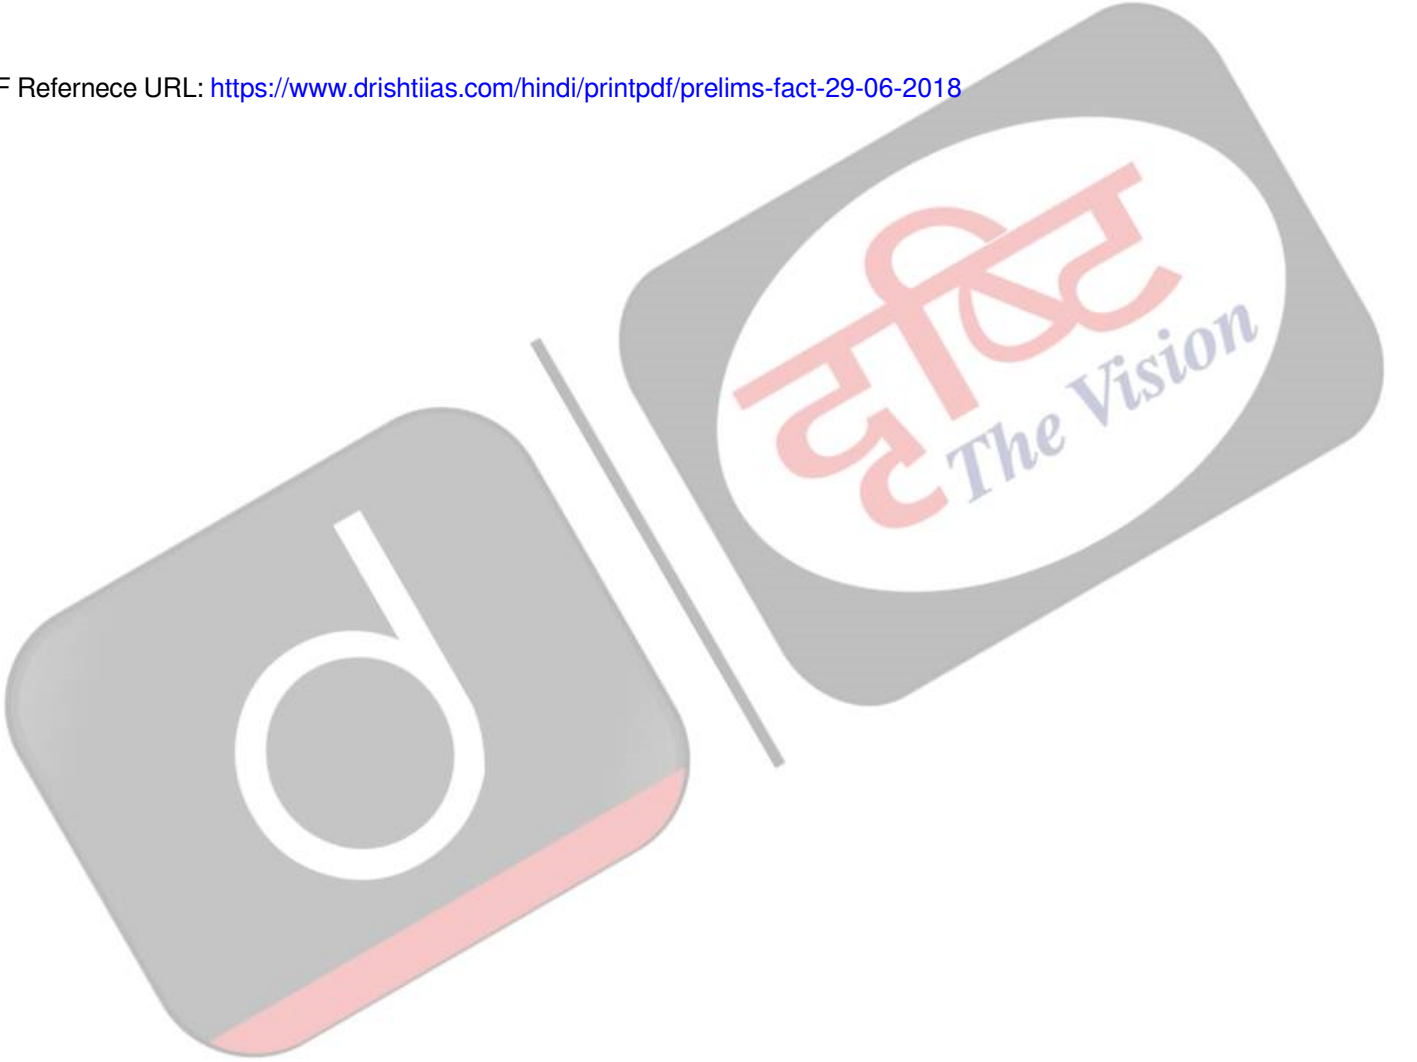 F Refernece URL: https://www.drishtiias.com/hindi/printpdf/prelims-fact-29-06-2018
दृष्टि
The Vision
d